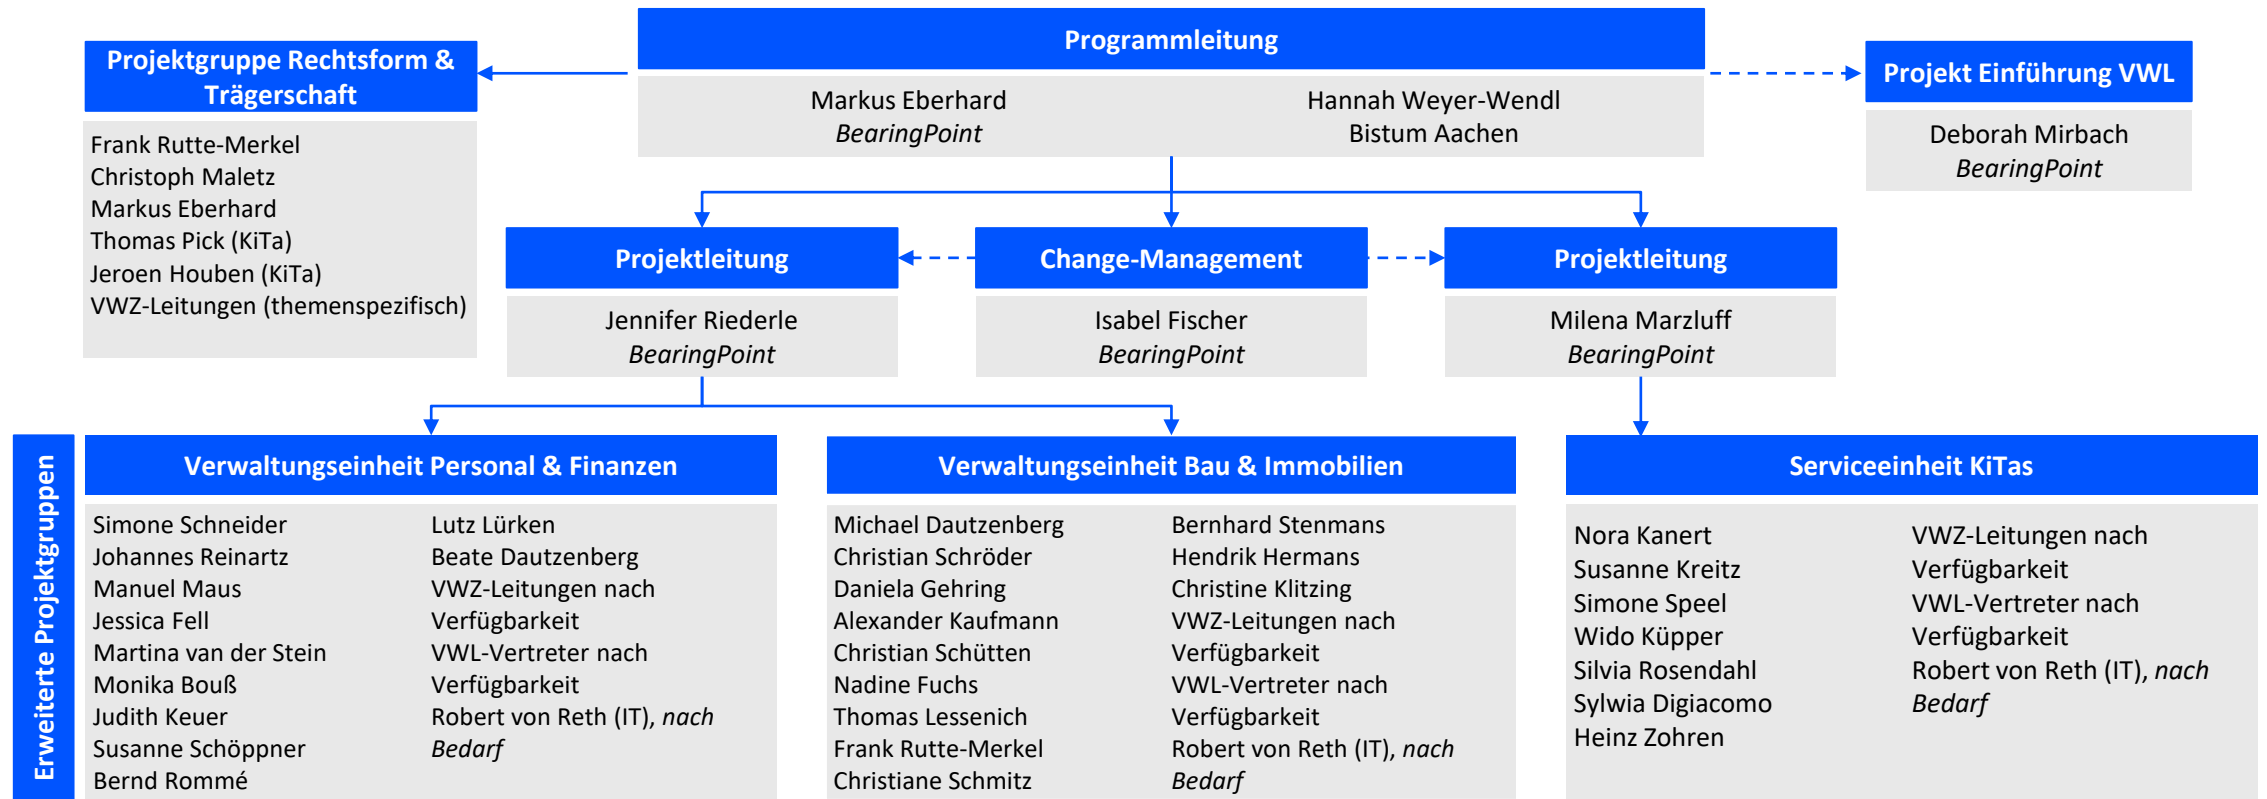 Programmleitung
Markus Eberhard
BearingPoint
Hannah Weyer-Wendl
Bistum Aachen
Projektgruppe Rechtsform &
Trägerschaft
Frank Rutte-Merkel
Christoph Maletz
Markus Eberhard
Thomas Pick (KiTa)
Jeroen Houben (KiTa)
VWZ-Leitungen (themenspezifisch)
Projekt Einführung VWL
Deborah Mirbach
BearingPoint
Projektleitung
Jennifer Riederle
BearingPoint
Change-Management
Isabel Fischer
BearingPoint
Projektleitung
Milena Marzluff
BearingPoint
Erweiterte Projektgruppen
Verwaltungseinheit Personal & Finanzen
Simone Schneider
Johannes Reinartz
Manuel Maus
Jessica Fell
Martina van der Stein
Monika Bouß
Judith Keuer
Susanne Schöppner
Bernd Rommé
Lutz Lürken
Beate Dautzenberg
VWZ-Leitungen nach
Verfügbarkeit
VWL-Vertreter nach
Verfügbarkeit
Robert von Reth (IT), nach
Bedarf
Verwaltungseinheit Bau & Immobilien
Michael Dautzenberg
Christian Schröder
Daniela Gehring
Alexander Kaufmann
Christian Schütten
Nadine Fuchs
Thomas Lessenich
Frank Rutte-Merkel
Christiane Schmitz
Bernhard Stenmans
Hendrik Hermans
Christine Klitzing
VWZ-Leitungen nach
Verfügbarkeit
VWL-Vertreter nach
Verfügbarkeit
Robert von Reth (IT), nach
Bedarf
Serviceeinheit KiTas
Nora Kanert
Susanne Kreitz
Simone Speel
Wido Küpper
Silvia Rosendahl
Sylwia Digiacomo
Heinz Zohren
VWZ-Leitungen nach
Verfügbarkeit
VWL-Vertreter nach
Verfügbarkeit
Robert von Reth (IT), nach
Bedarf